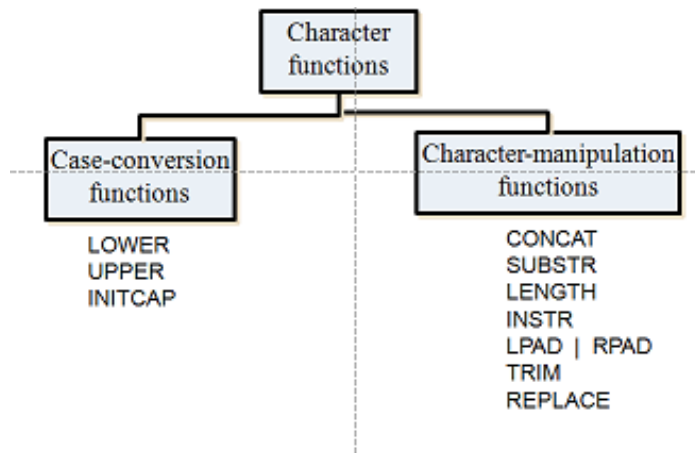 Character
functions
Case-conversion
functions
LOWER
UPPER
INITCAP
Character-manipulation
functions
CONCAT
SUBSTR
LENGTH
INSTR
LPAD | RPAD
TRIM
REPLACE